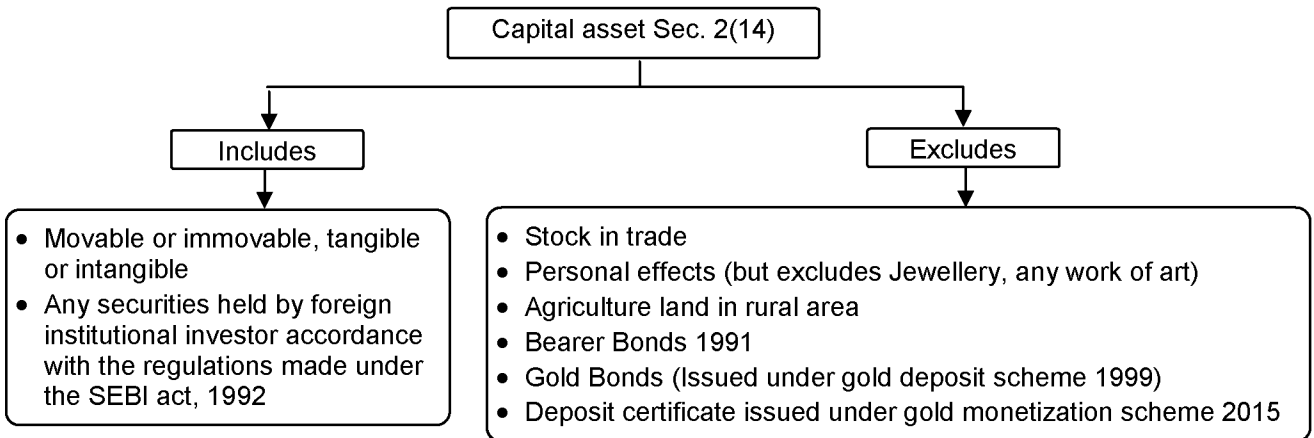 Capital asset Sec. 2(14)
Includes
Excludes
• Movable or immovable, tangible
or intangible
• Any securities held by foreign
institutional investor accordance
with the regulations made under
the SEBI act, 1992
• Stock in trade
• Personal effects (but excludes Jewellery, any work of art)
• Agriculture land in rural area
• Bearer Bonds 1991
• Gold Bonds (Issued under gold deposit scheme 1999)
• Deposit certificate issued under gold monetization scheme 2015